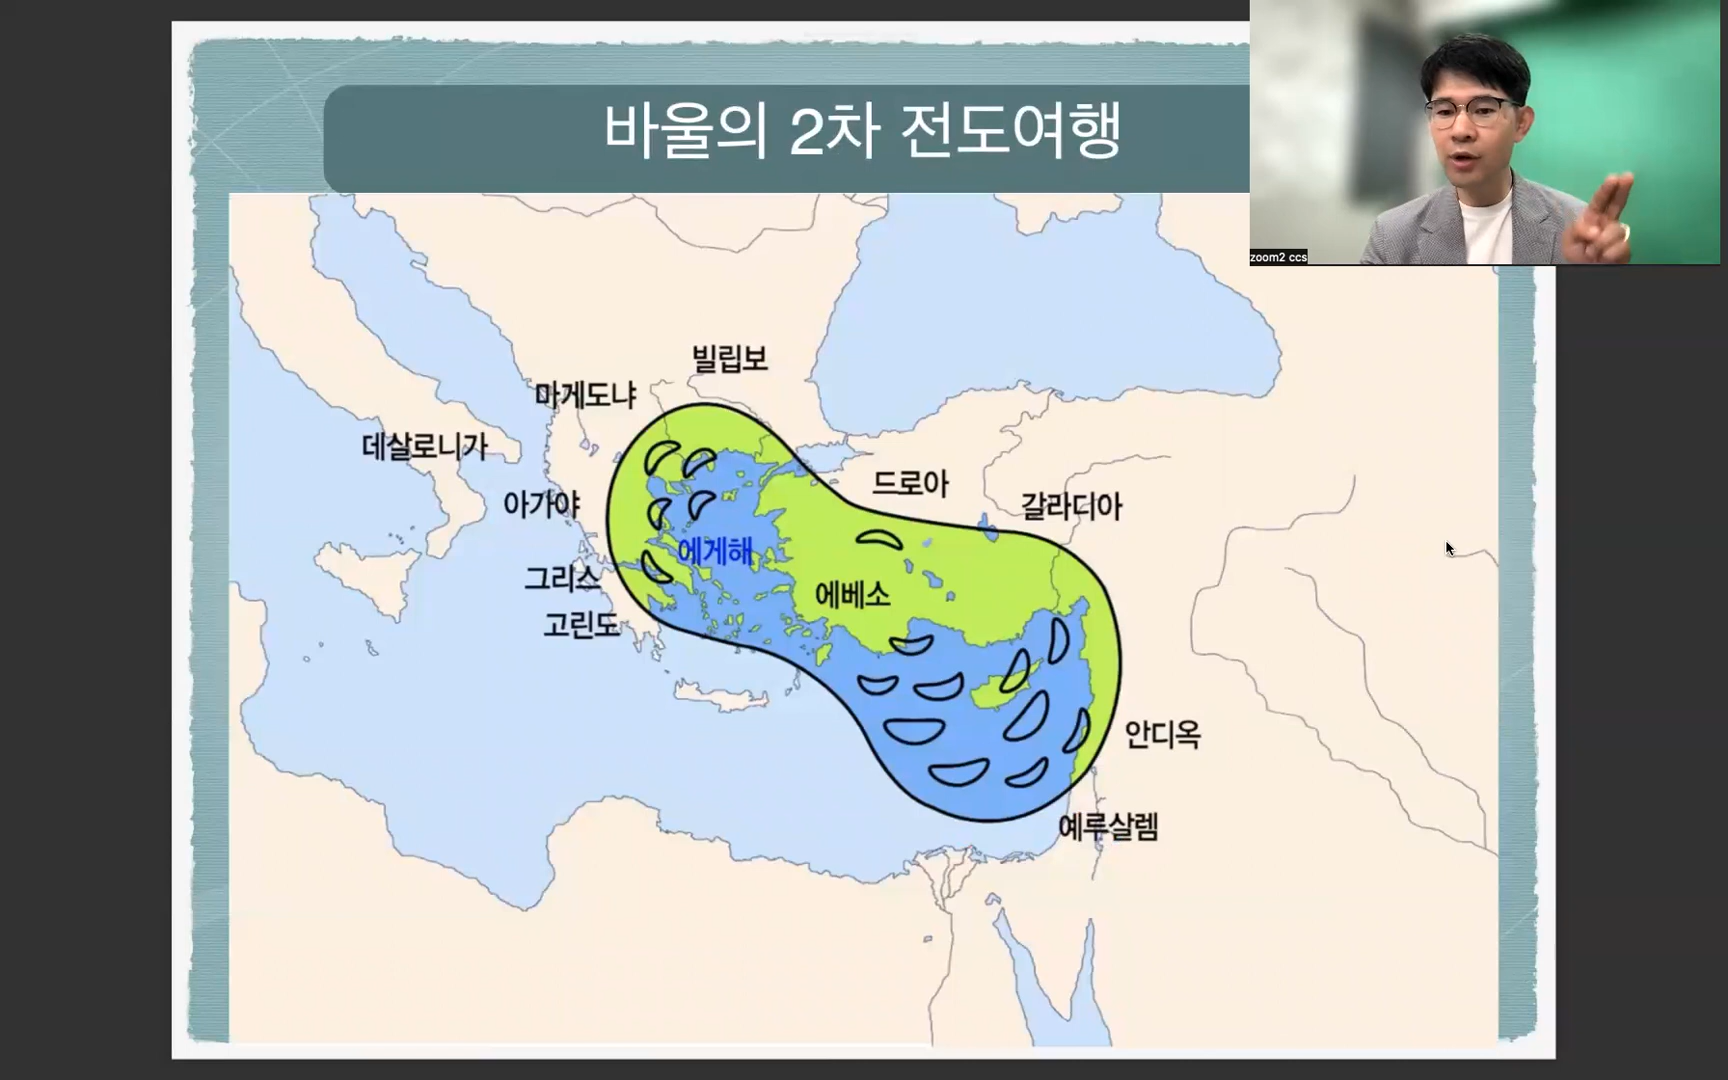 바울의 2차 전도여행
zoom2 ccs
빌립보
마게도냐
데살로니가
드로아
아가야
갈라디아
에게해
그리스
에베소
고린도
안디옥
예루살렘